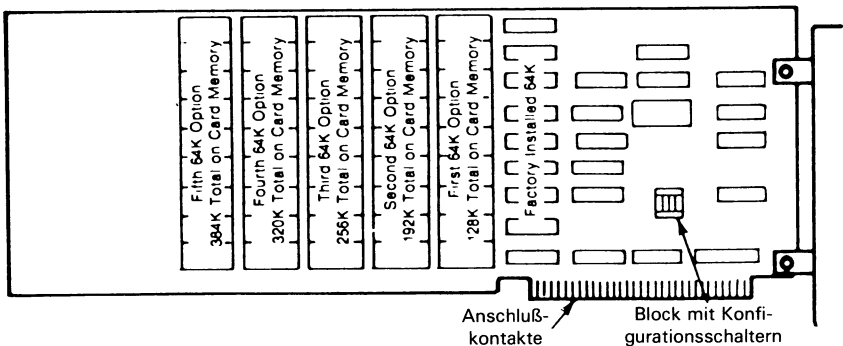 Fifth 64K Option
384K Total on Card Memory
Fourth 64K Option
320K Total on Card Memory
Third 64K Option
256K Total on Card Memory
Second 64K Option
192K Total on Card Memory
First 64K Option
128K Total on Card Memory
Factory Installed 64K
Anschluß-
kontakte
Block mit Konfi-
gurationsschaltern